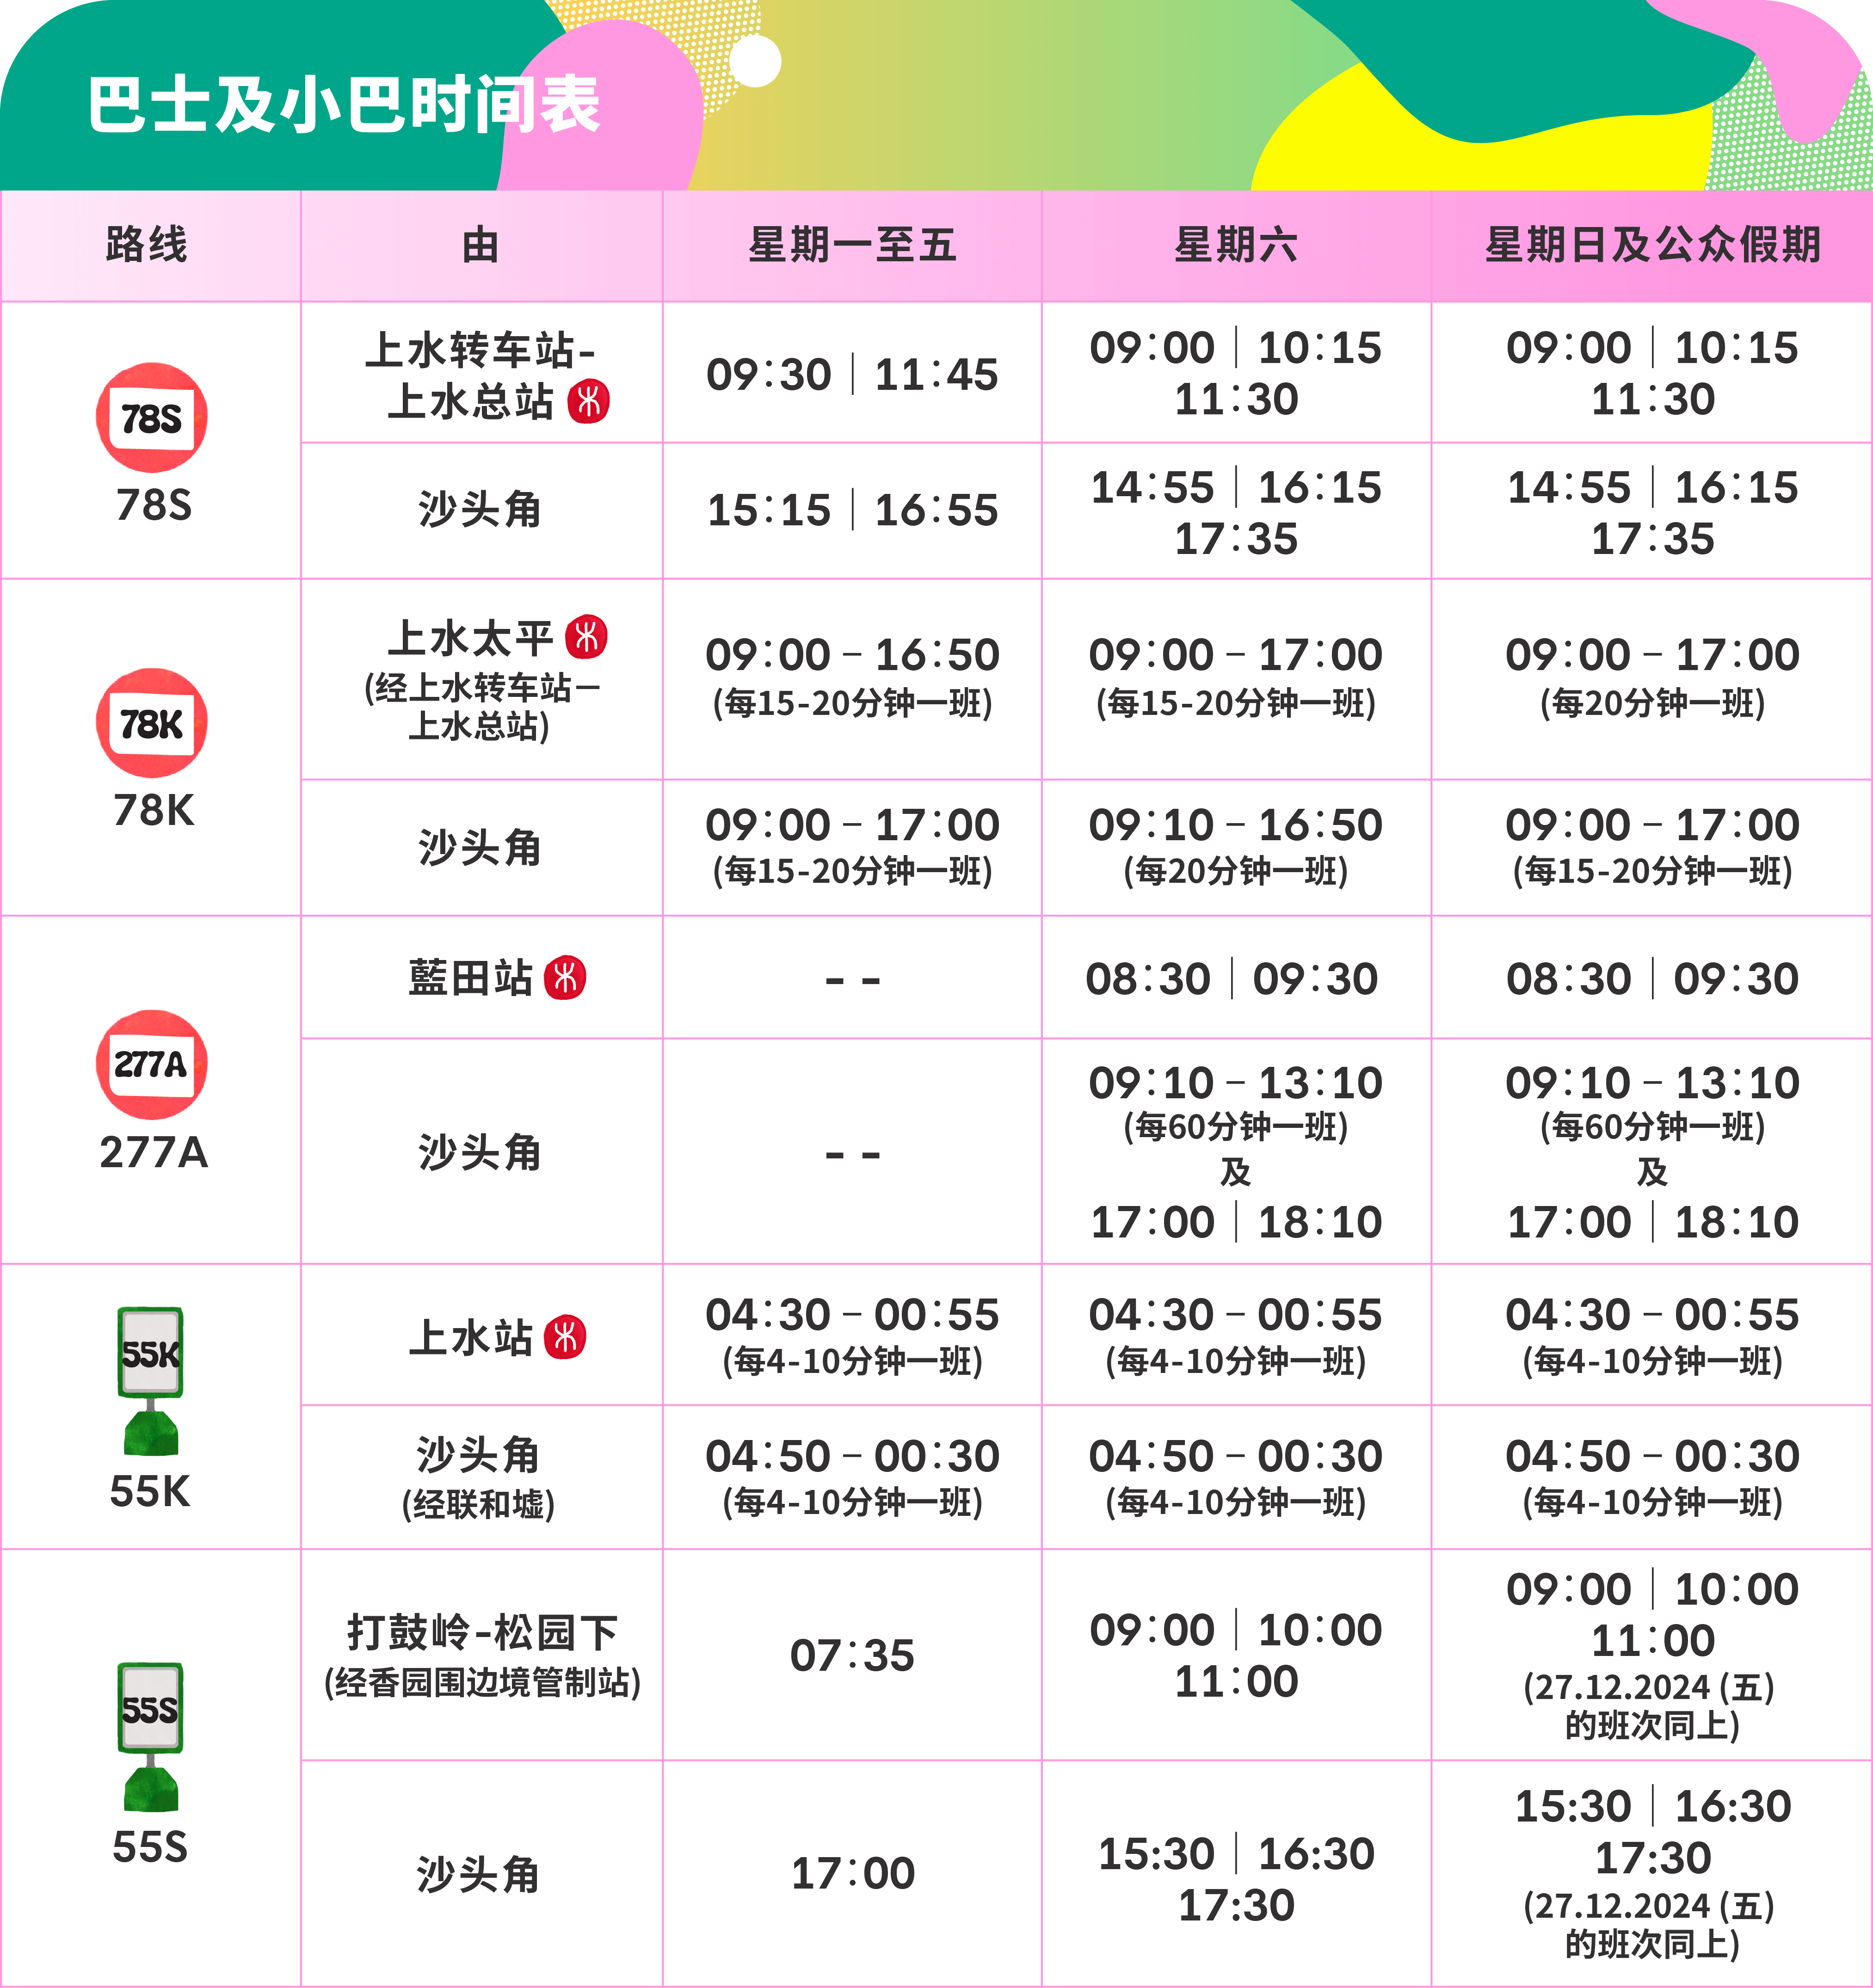 巴士及小巴时间表
路线
由
星期一至五
星期六
星期日及公众假期
78S
78S
上水转车站-
上水总站
09:30 | 11:45
09:00 | 10:15
11:30
09:00 | 10:15
11:30
沙头角
15:15 | 16:55
14:55 | 16:15
17:35
14:55 | 16:15
17:35
78K
78K
上水太平
(经上水转车站－
上水总站)
09:00 – 16:50
(每15-20分钟一班)
09:00 – 17:00
(每15-20分钟一班)
09:00 – 17:00
(每20分钟一班)
沙头角
09:00 – 17:00
(每15-20分钟一班)
09:10 – 16:50
(每20分钟一班)
09:00 – 17:00
(每15-20分钟一班)
277A
277A
藍田站
- -
08:30 | 09:30
08:30 | 09:30
沙头角
- -
09:10 – 13:10
(每60分钟一班)
及
17:00 | 18:10
09:10 – 13:10
(每60分钟一班)
及
17:00 | 18:10
55K
55K
上水站
04:30 – 00:55
(每4-10分钟一班)
04:30 – 00:55
(每4-10分钟一班)
04:30 – 00:55
(每4-10分钟一班)
沙头角
(经联和墟)
04:50 – 00:30
(每4-10分钟一班)
04:50 – 00:30
(每4-10分钟一班)
04:50 – 00:30
(每4-10分钟一班)
55S
55S
打鼓岭-松园下
(经香园围边境管制站)
07:35
09:00 | 10:00
11:00
09:00 | 10:00
11:00
(27.12.2024 (五)
的班次同上)
沙头角
17:00
15:30 | 16:30
17:30
15:30 | 16:30
17:30
(27.12.2024 (五)
的班次同上)